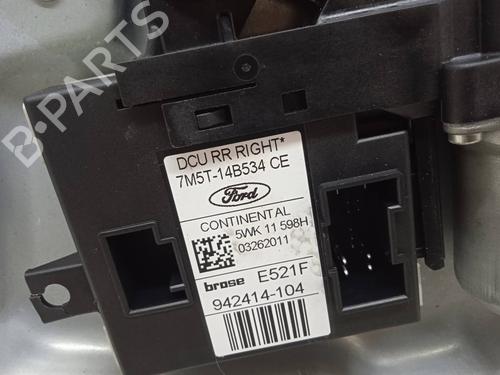 B-PARTS
DCU RR RIGHT*
7M5T-14B534 CE
Ford
CONTINENTAL
5WK 11 598H
03262011
brose E521F
942414-104